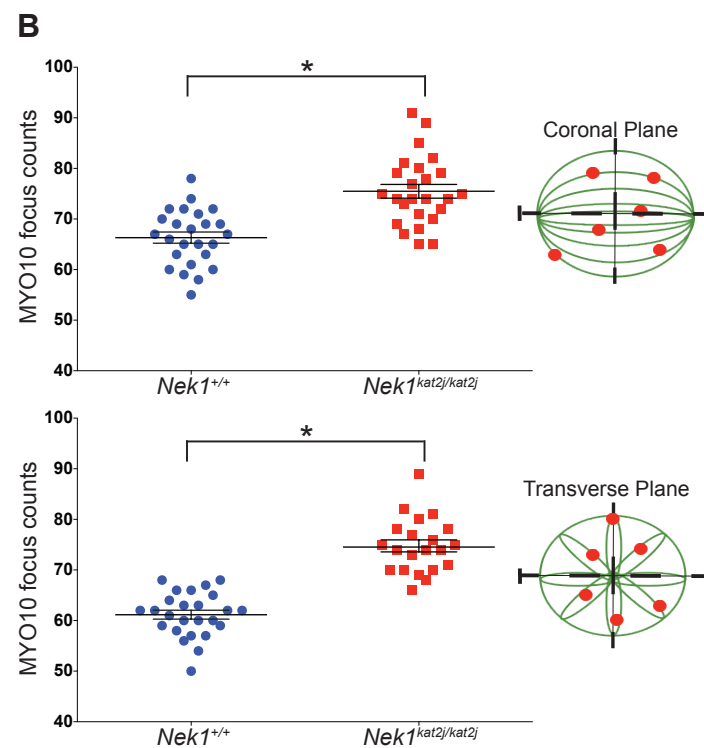 B
MYO10 focus counts
100
90
80
70
60
50
40
*
Nek1+/+
Nek1kat2j/kat2j
Coronal Plane
MYO10 focus counts
100
90
80
70
60
50
40
*
Nek1+/+
Nek1kat2j/kat2j
Transverse Plane